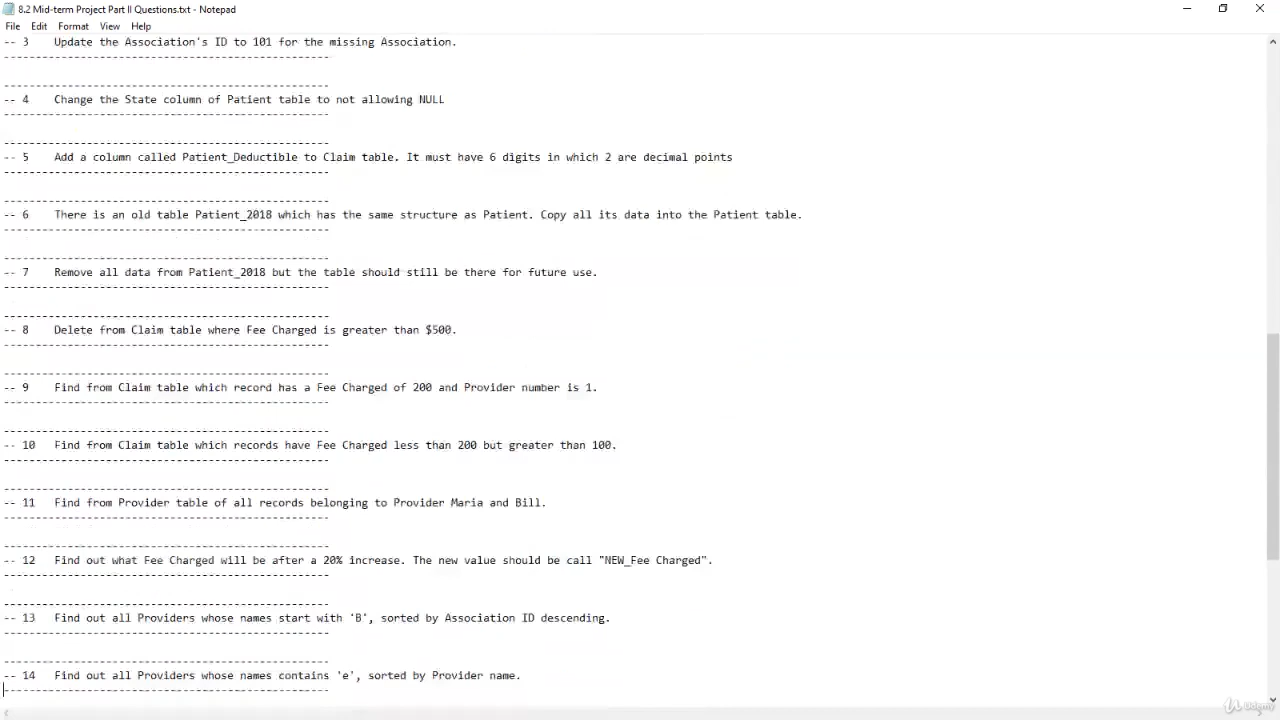 8.2 Mid-term Project Part II Questions.txt - Notepad
File Edit Format View Help
-- 3 Update the Association's ID to 101 for the missing Association.
---------------------------------------------------
---------------------------------------------------
-- 4 Change the State column of Patient table to not allowing NULL
---------------------------------------------------
---------------------------------------------------
-- 5 Add a column called Patient_Deductible to Claim table. It must have 6 digits in which 2 are decimal points
---------------------------------------------------
---------------------------------------------------
-- 6 There is an old table Patient_2018 which has the same structure as Patient. Copy all its data into the Patient table.
---------------------------------------------------
---------------------------------------------------
-- 7 Remove all data from Patient_2018 but the table should still be there for future use.
---------------------------------------------------
---------------------------------------------------
-- 8 Delete from Claim table where Fee Charged is greater than $500.
---------------------------------------------------
---------------------------------------------------
-- 9 Find from Claim table which record has a Fee Charged of 200 and Provider number is 1.
---------------------------------------------------
---------------------------------------------------
-- 10 Find from Claim table which records have Fee Charged less than 200 but greater than 100.
---------------------------------------------------
---------------------------------------------------
-- 11 Find from Provider table of all records belonging to Provider Maria and Bill.
---------------------------------------------------
---------------------------------------------------
-- 12 Find out what Fee Charged will be after a 20% increase. The new value should be call "NEW_Fee Charged".
---------------------------------------------------
---------------------------------------------------
-- 13 Find out all Providers whose names start with 'B', sorted by Association ID descending.
---------------------------------------------------
---------------------------------------------------
-- 14 Find out all Providers whose names contains 'e', sorted by Provider name.
---------------------------------------------------
Udemy